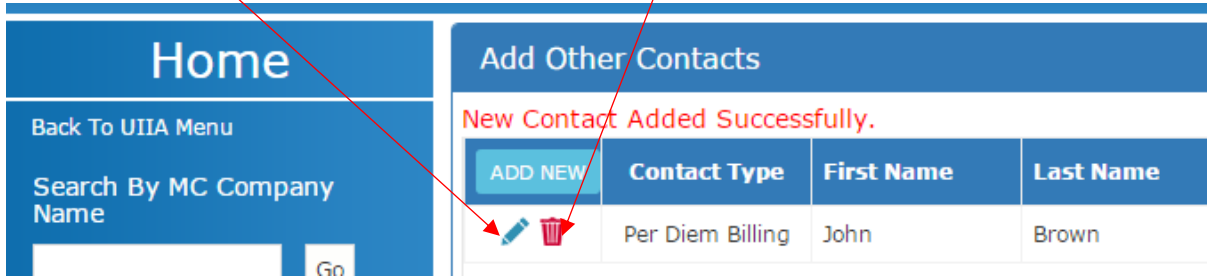 Home
Back To UIIA Menu
Search By MC Company
Name
Go
Add Other Contacts
New Contact Added Successfully.
ADD NEW Contact Type First Name Last Name
Per Diem Billing John Brown